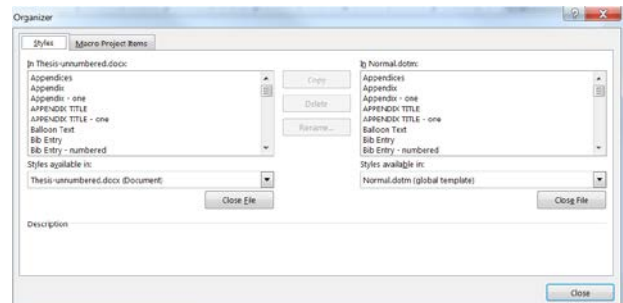 Organizer
Styles Macro Project Items
In Thesis-unnumbered.docx:
Appendices
Appendix
Appendix - one
APPENDIX TITLE
APPENDIX TITLE - one
Balloon Text
Bib Entry
Bib Entry - numbered
Styles available in:
Thesis-unnumbered.docx (Document)
Close File
Copy
Delete
Rename...
In Normal.dotm:
Appendices
Appendix
Appendix - one
APPENDIX TITLE
APPENDIX TITLE - one
Balloon Text
Bib Entry
Bib Entry - numbered
Styles available in:
Normal.dotm (global template)
Close File
Description
Close